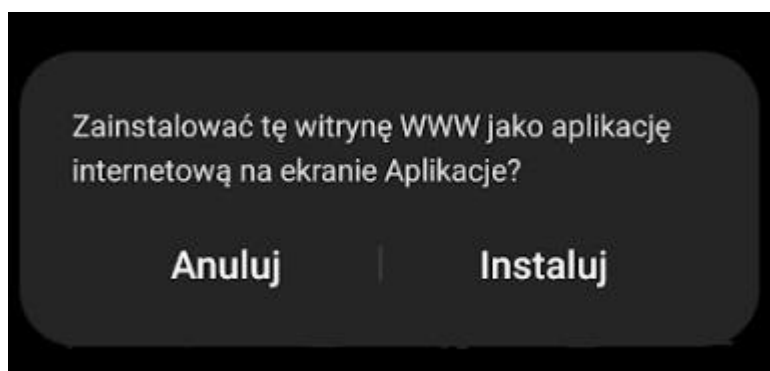 Zainstalować tę witrynę WWW jako aplikację
internetową na ekranie Aplikacje?
Anuluj
Instaluj